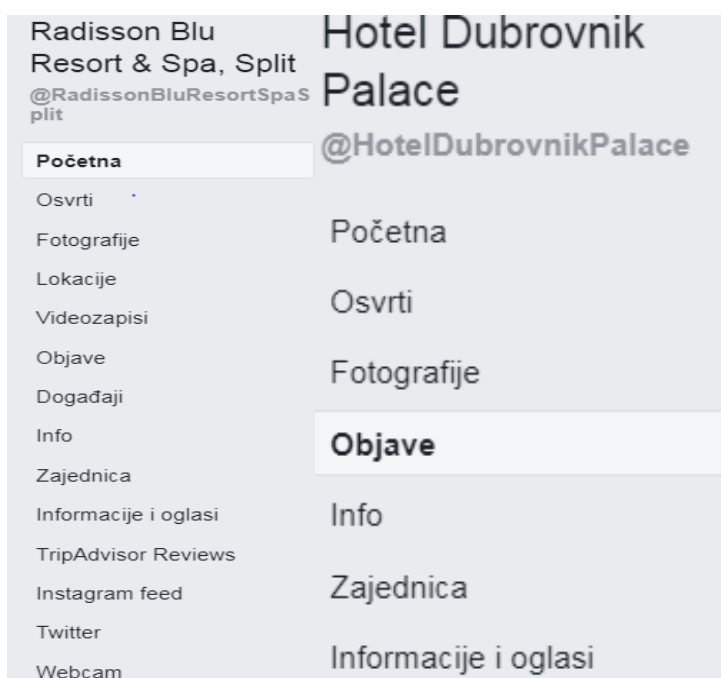 Radisson Blu
Resort & Spa, Split
@RadissonBluResortSpaS
plit
Početna
Osvrti
Fotografije
Lokacije
Videozapisi
Objave
Događaji
Info
Zajednica
Informacije i oglasi
TripAdvisor Reviews
Instagram feed
Twitter
Webcam
Hotel Dubrovnik
Palace
@HotelDubrovnikPalace
Početna
Osvrti
Fotografije
Objave
Info
Zajednica
Informacije i oglasi